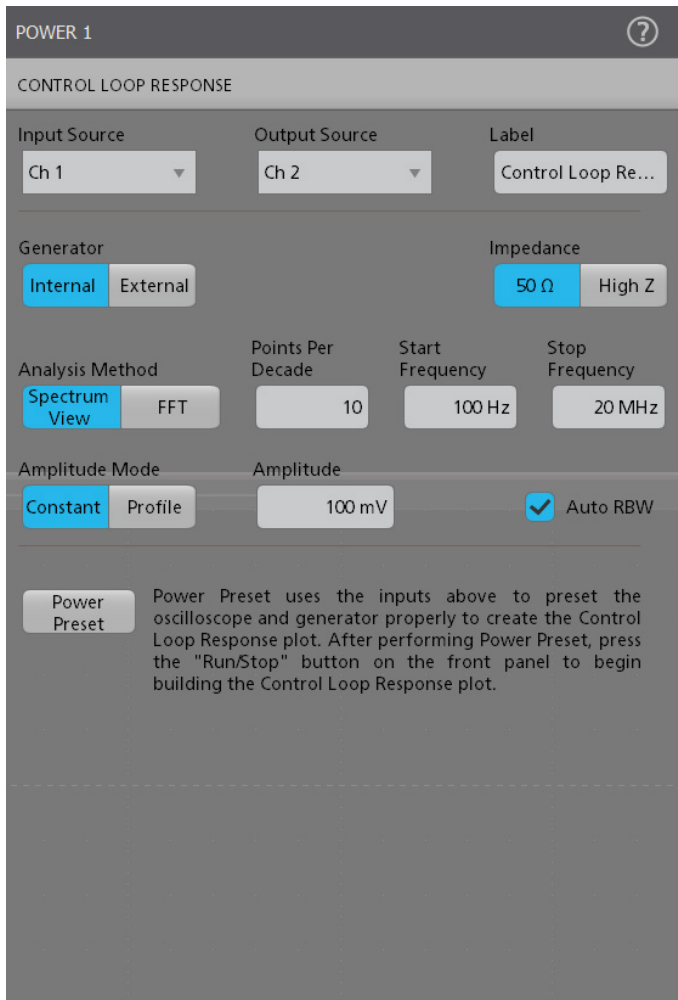 POWER 1
CONTROL LOOP RESPONSE
Input Source
Output Source
Label
Ch 1
Ch 2
Control Loop Re...
Generator
Impedance
Internal
External
50 Ω
High Z
Analysis Method
Points Per
Decade
Start
Frequency
Stop
Frequency
Spectrum
View
FFT
10
100 Hz
20 MHz
Amplitude Mode
Amplitude
Constant
Profile
100 mV
Auto RBW
Power
Preset
Power Preset uses the inputs above to preset the
oscilloscope and generator properly to create the Control
Loop Response plot. After performing Power Preset, press
the "Run/Stop" button on the front panel to begin
building the Control Loop Response plot.